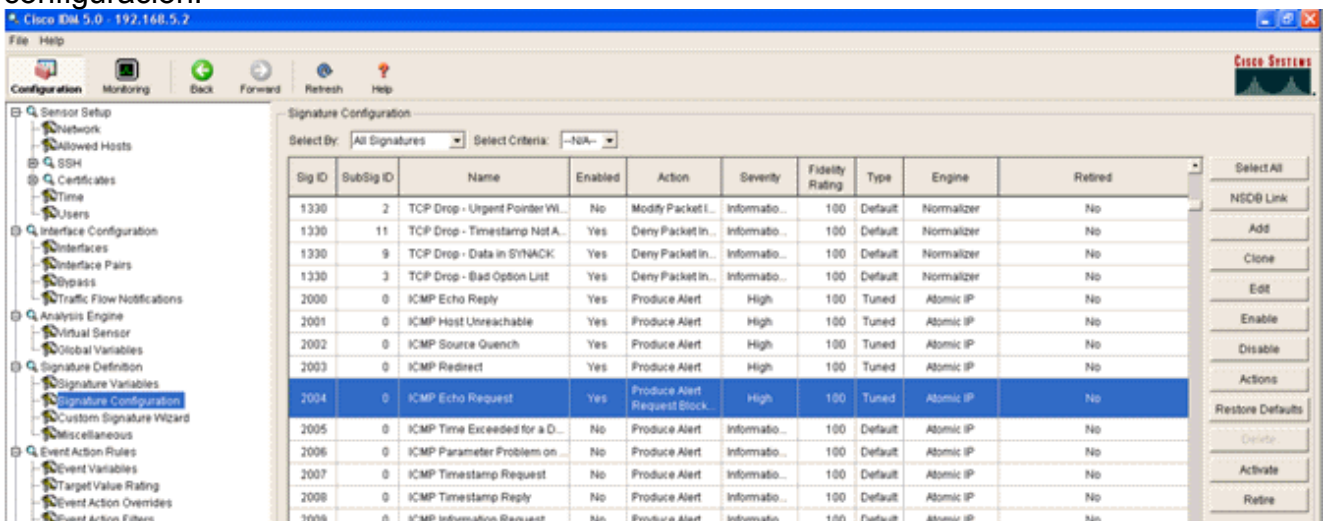 configuración.
Cisco IDM 5.0 - 192.168.5.2
File Help
Configuration Monitoring Back Forward Refresh Help
CISCO SYSTEMS
Sensor Setup
Network
Allowed Hosts
SSH
Certificates
Time
Users
Interface Configuration
Interfaces
Interface Pairs
Bypass
Traffic Flow Notifications
Analysis Engine
Virtual Sensor
Global Variables
Signature Definition
Signature Variables
Signature Configuration
Custom Signature Wizard
Miscellaneous
Event Action Rules
Event Variables
Target Value Rating
Event Action Overrides
Event Action Filters
Signature Configuration
Select By: All Signatures Select Criteria: --N/A--
Sig ID SubSig ID Name Enabled Action Severity Fidelity Rating Type Engine Retired
1330 2 TCP Drop - Urgent Pointer Wi... No Modify Packet I... Informatio... 100 Default Normalizer No
1330 11 TCP Drop - Timestamp Not A... Yes Deny Packet In... Informatio... 100 Default Normalizer No
1330 9 TCP Drop - Data in SYNACK Yes Deny Packet In... Informatio... 100 Default Normalizer No
1330 3 TCP Drop - Bad Option List Yes Deny Packet In... Informatio... 100 Default Normalizer No
2000 0 ICMP Echo Reply Yes Produce Alert High 100 Tuned Atomic IP No
2001 0 ICMP Host Unreachable Yes Produce Alert High 100 Tuned Atomic IP No
2002 0 ICMP Source Quench Yes Produce Alert High 100 Tuned Atomic IP No
2003 0 ICMP Redirect Yes Produce Alert High 100 Tuned Atomic IP No
2004 0 ICMP Echo Request Yes Produce Alert Request Block... High 100 Tuned Atomic IP No
2005 0 ICMP Time Exceeded for a D... No Produce Alert Informatio... 100 Default Atomic IP No
2006 0 ICMP Parameter Problem on ... No Produce Alert Informatio... 100 Default Atomic IP No
2007 0 ICMP Timestamp Request No Produce Alert Informatio... 100 Default Atomic IP No
2008 0 ICMP Timestamp Reply No Produce Alert Informatio... 100 Default Atomic IP No
2009 0 ICMP Information Request No Produce Alert Informatio... 100 Default Atomic IP No
Select All
NSDB Link
Add
Clone
Edit
Enable
Disable
Actions
Restore Defaults
Delete
Activate
Retire